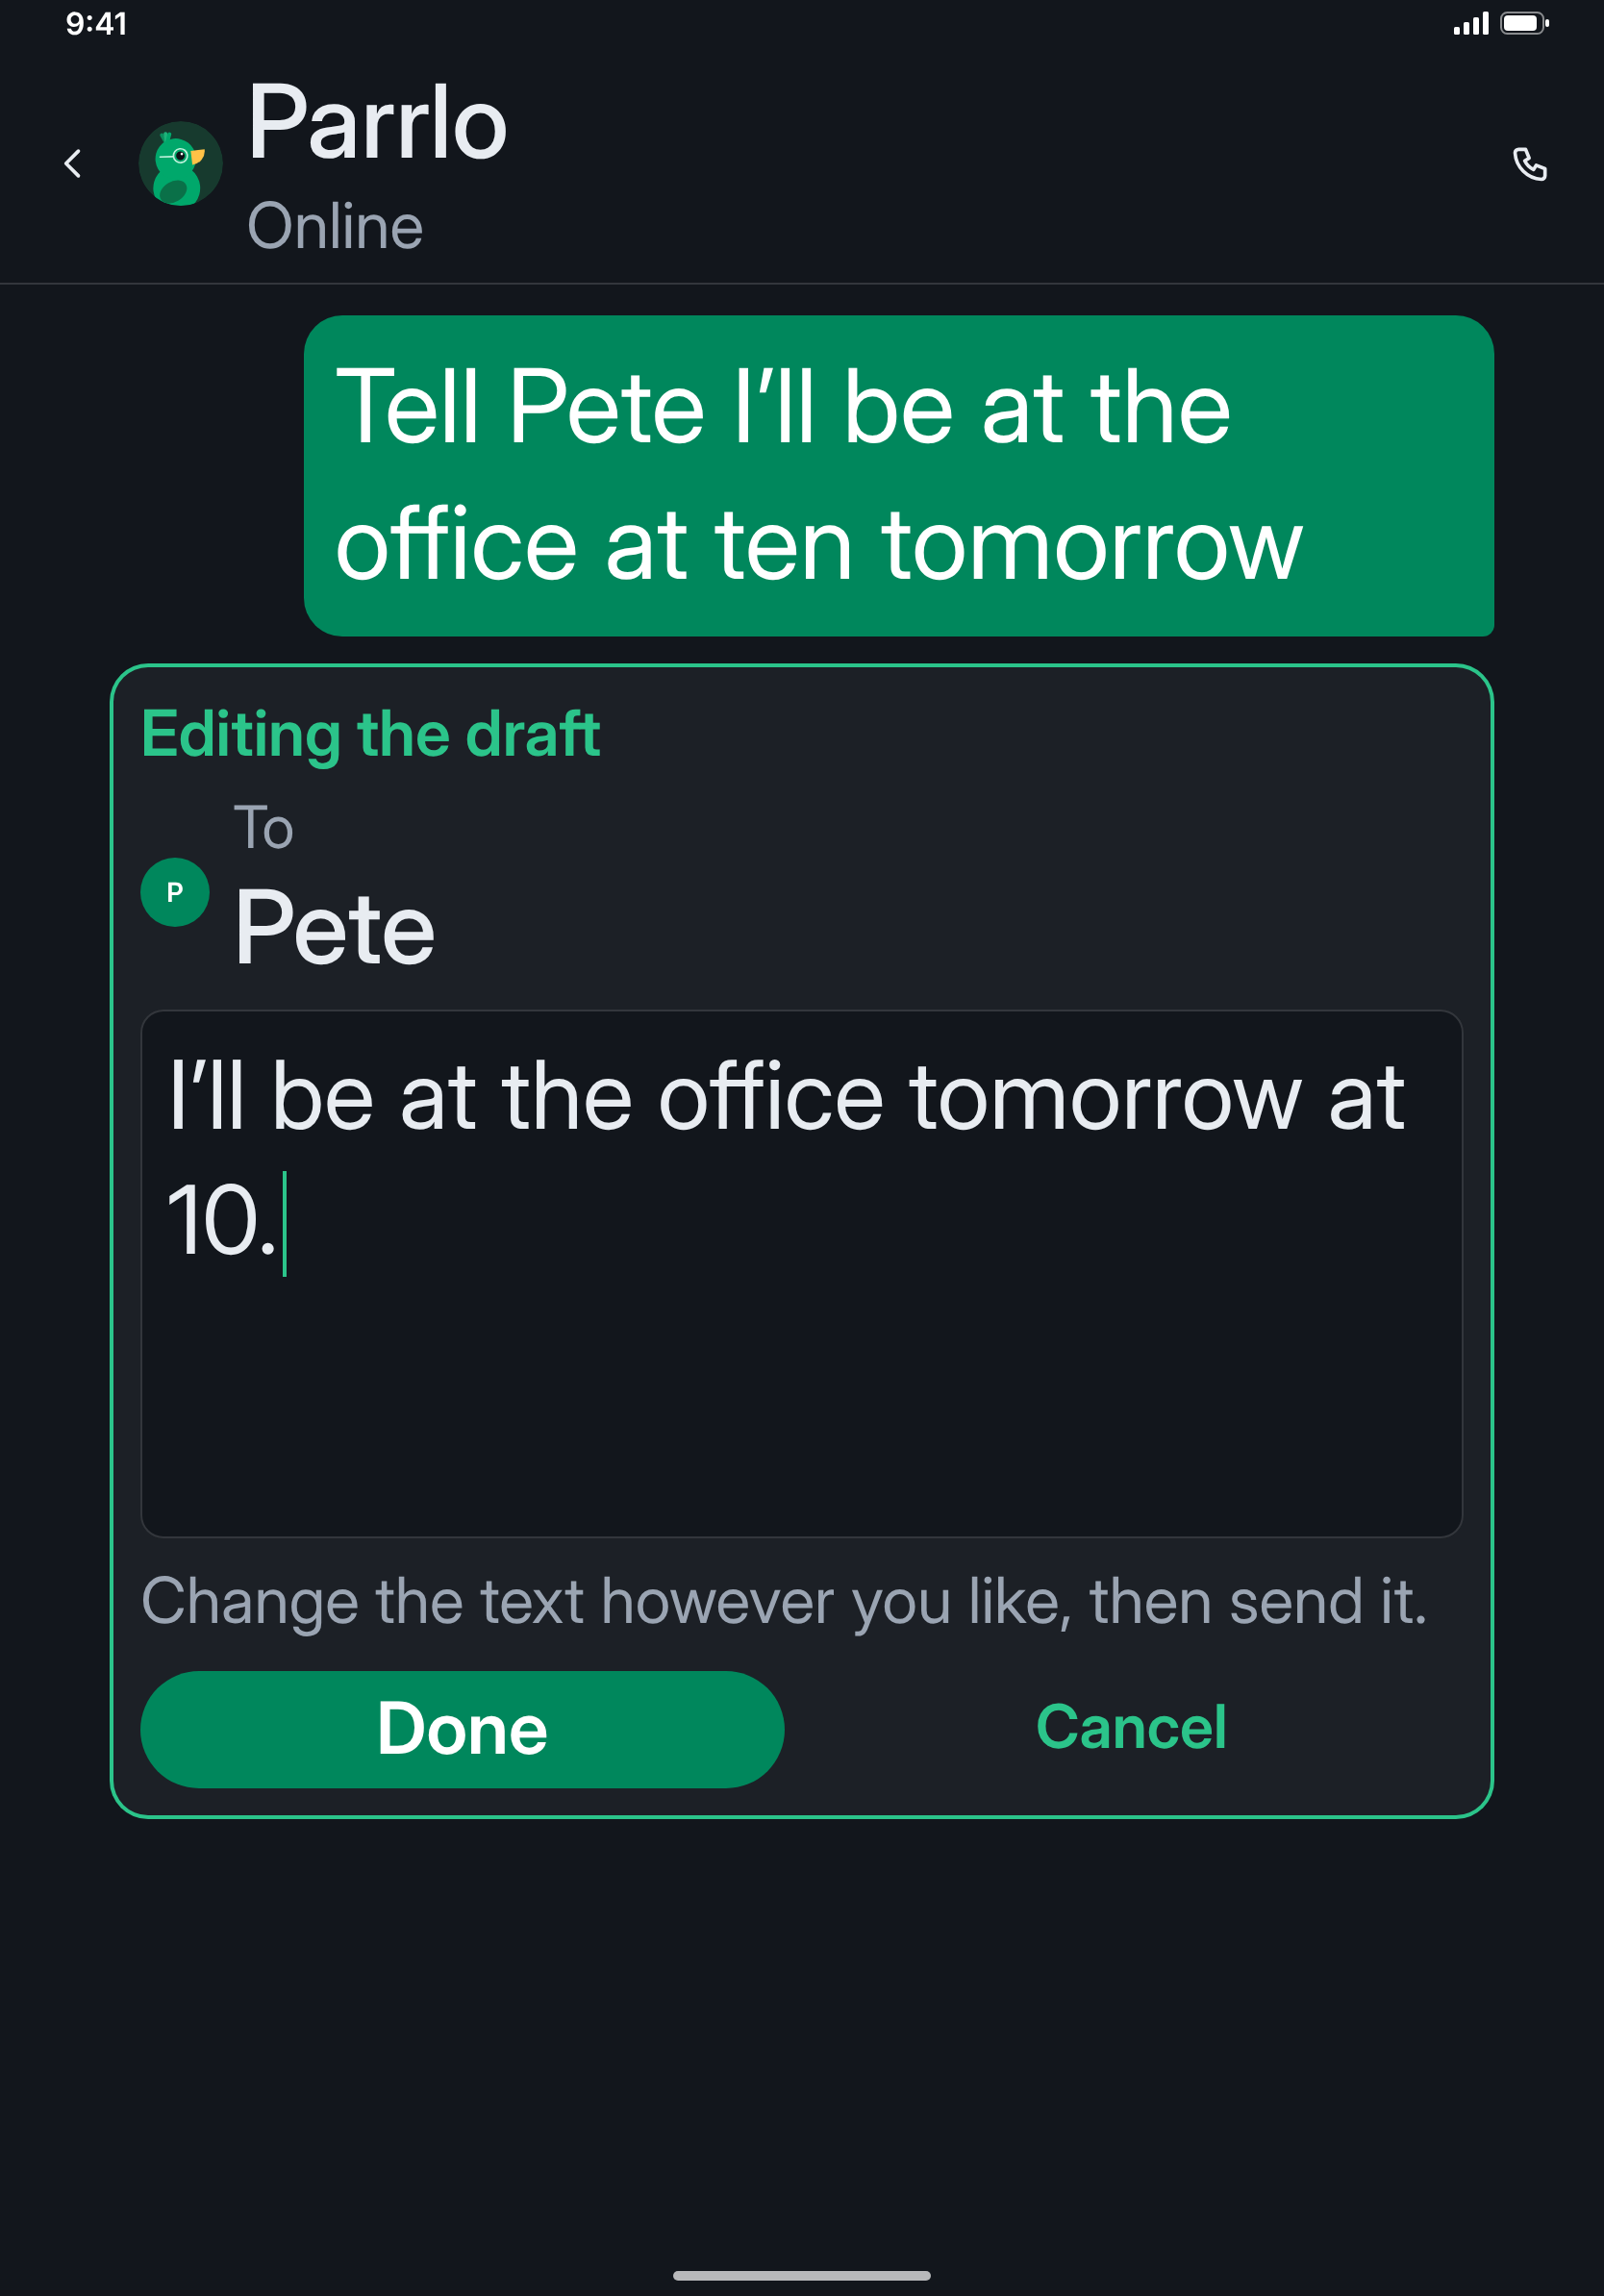 9:41
Parrlo
Online
Tell Pete I’ll be at the
office at ten tomorrow
Editing the draft
To
P
Pete
I’ll be at the office tomorrow at
10.
Change the text however you like, then send it.
Done
Cancel